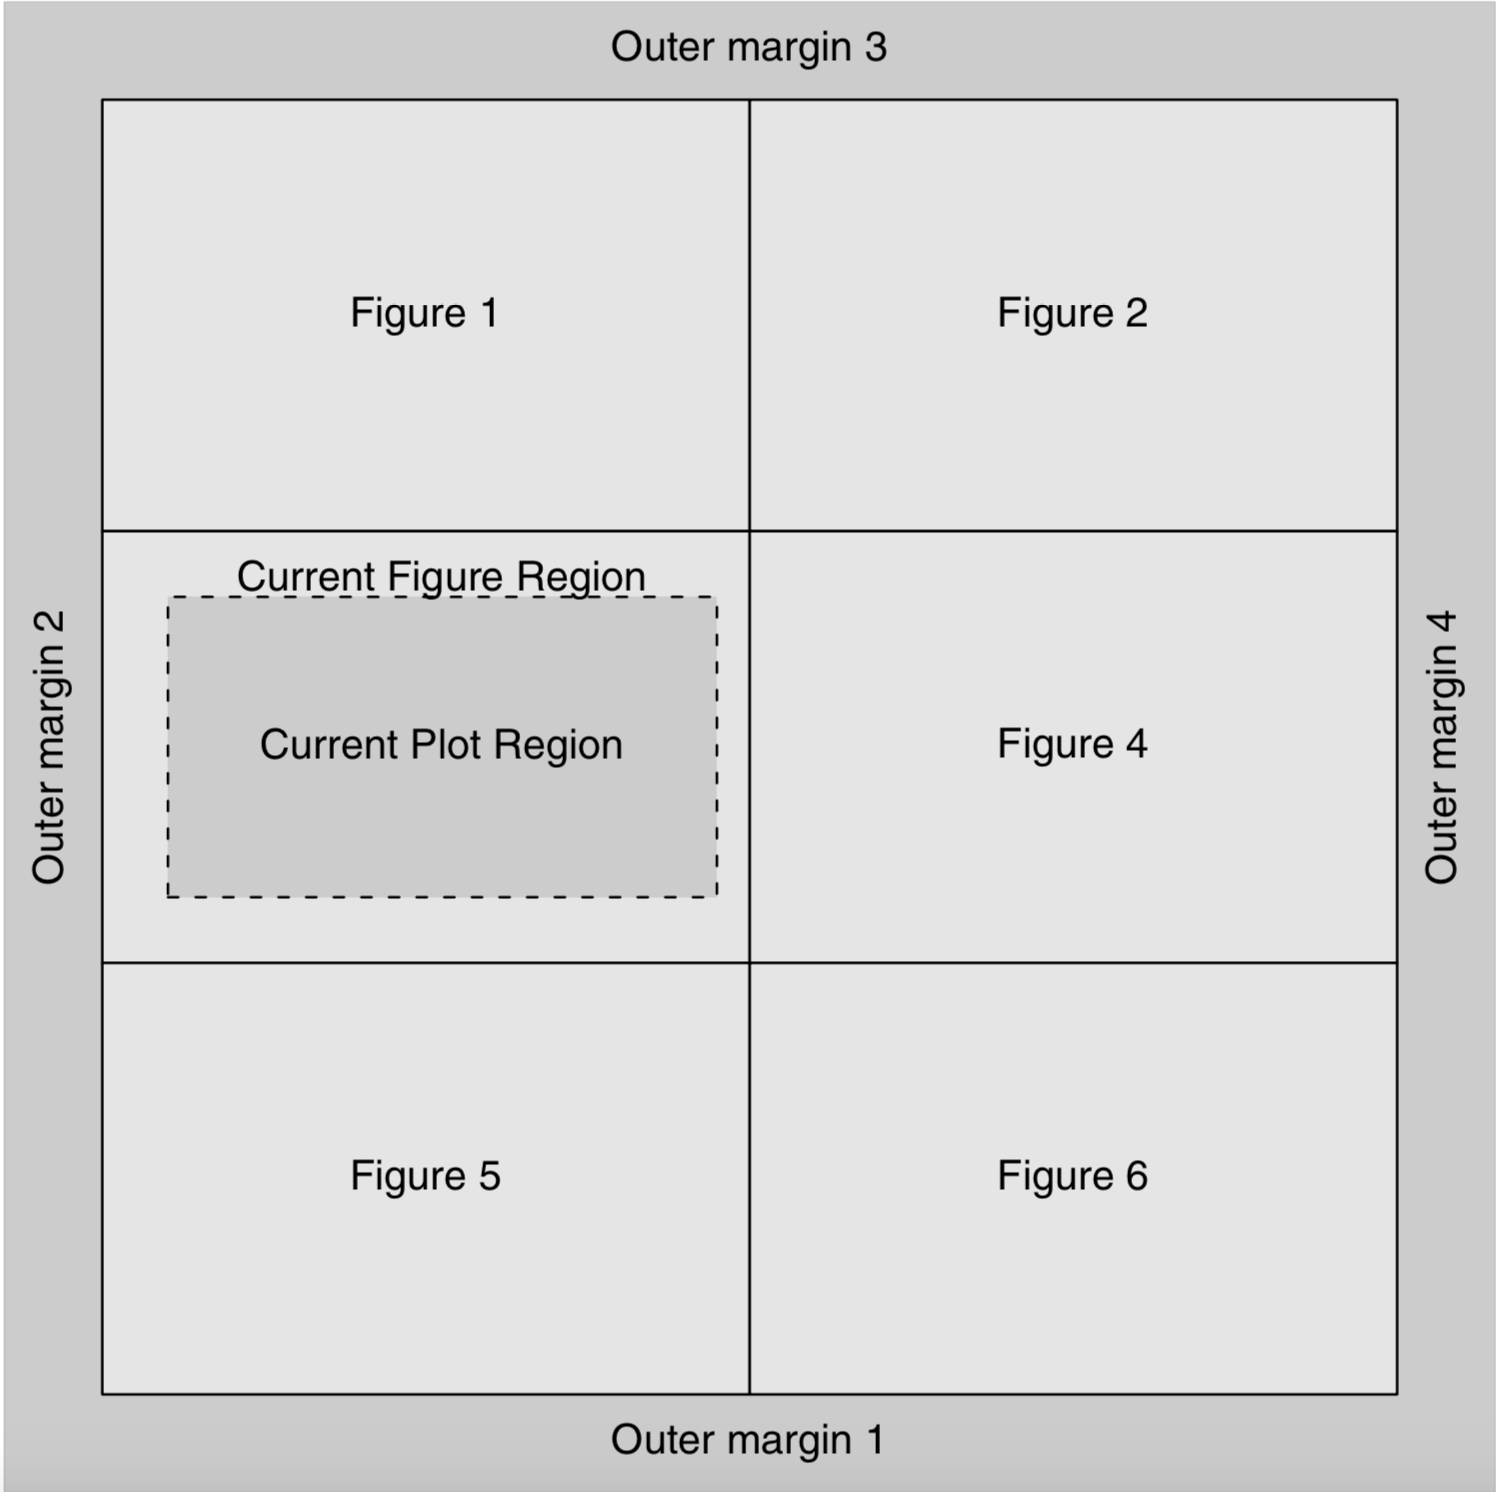 Outer margin 3
Figure 1
Figure 2
Outer margin 2
Current Figure Region
Current Plot Region
Figure 4
Outer margin 4
Figure 5
Figure 6
Outer margin 1